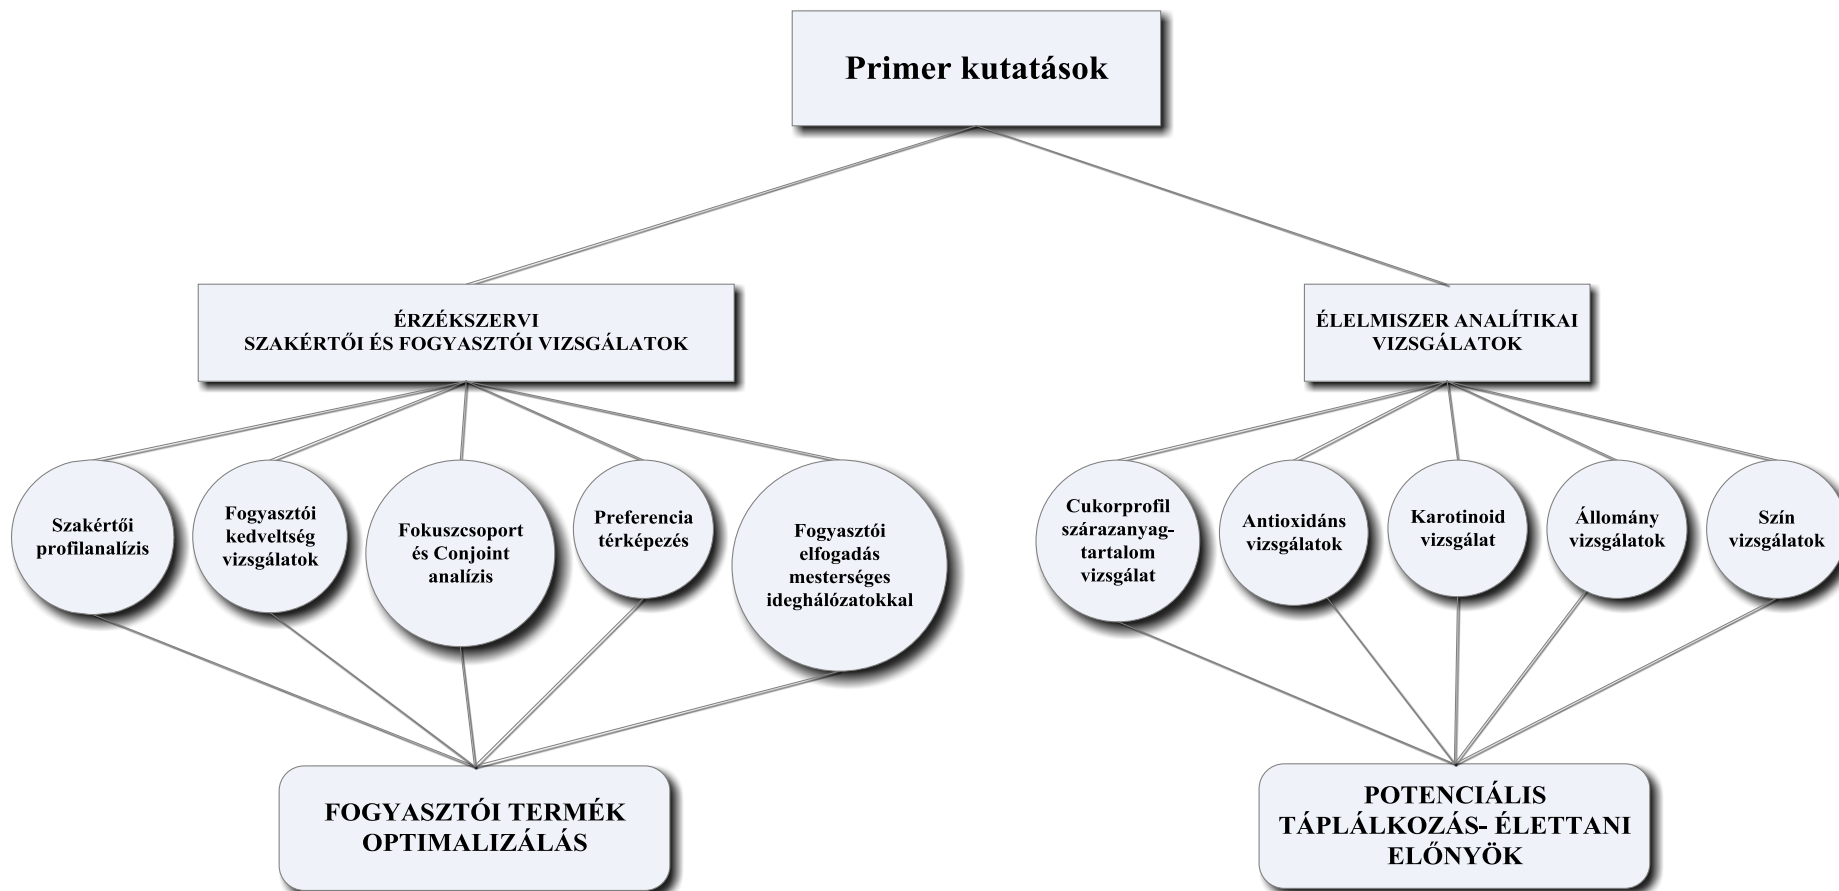 Primer kutatások
ÉRZÉKSZERVI
SZAKÉRTŐI ÉS FOGYASZTÓI VIZSGÁLATOK
ÉLELMISZER ANALÍTIKAI
VIZSGÁLATOK
Szakértői
profilanalízis
Fogyasztói
kedveltség
vizsgálatok
Fokuszcsoport
és Conjoint
analízis
Preferencia
térképezés
Fogyasztói
elfogadás
mesterséges
ideghálózatokkal
Cukorprofil
szárazanyag-
tartalom
vizsgálat
Antioxidáns
vizsgálatok
Karotinoid
vizsgálat
Állomány
vizsgálatok
Szín
vizsgálatok
FOGYASZTÓI TERMÉK
OPTIMALIZÁLÁS
POTENCIÁLIS
TÁPLÁLKOZÁS- ÉLETTANI
ELŐNYÖK